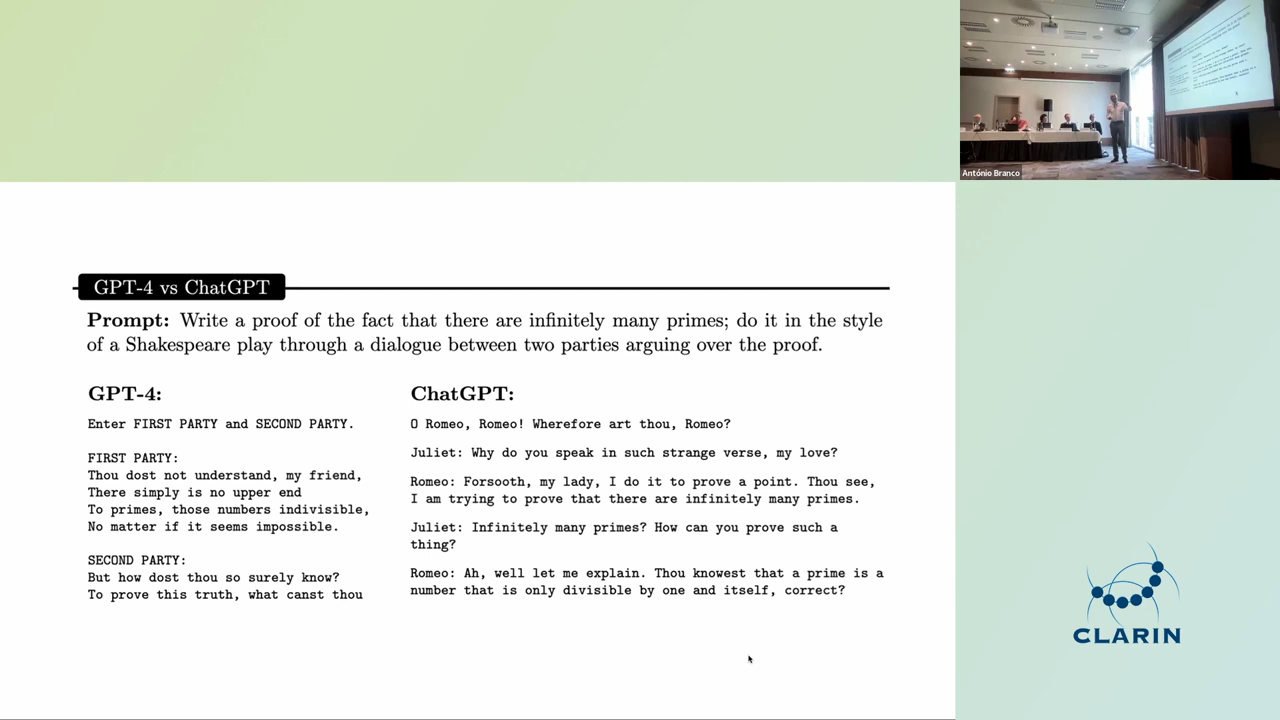 António Branco
GPT-4 vs ChatGPT
Prompt: Write a proof of the fact that there are infinitely many primes; do it in the style
of a Shakespeare play through a dialogue between two parties arguing over the proof.
GPT-4:
Enter FIRST PARTY and SECOND PARTY.
FIRST PARTY:
Thou dost not understand, my friend,
There simply is no upper end
To primes, those numbers indivisible,
No matter if it seems impossible.
SECOND PARTY:
But how dost thou so surely know?
To prove this truth, what canst thou
ChatGPT:
O Romeo, Romeo! Wherefore art thou, Romeo?
Juliet: Why do you speak in such strange verse, my love?
Romeo: Forsooth, my lady, I do it to prove a point. Thou see,
I am trying to prove that there are infinitely many primes.
Juliet: Infinitely many primes? How can you prove such a
thing?
Romeo: Ah, well let me explain. Thou knowest that a prime is a
number that is only divisible by one and itself, correct?
CLARIN